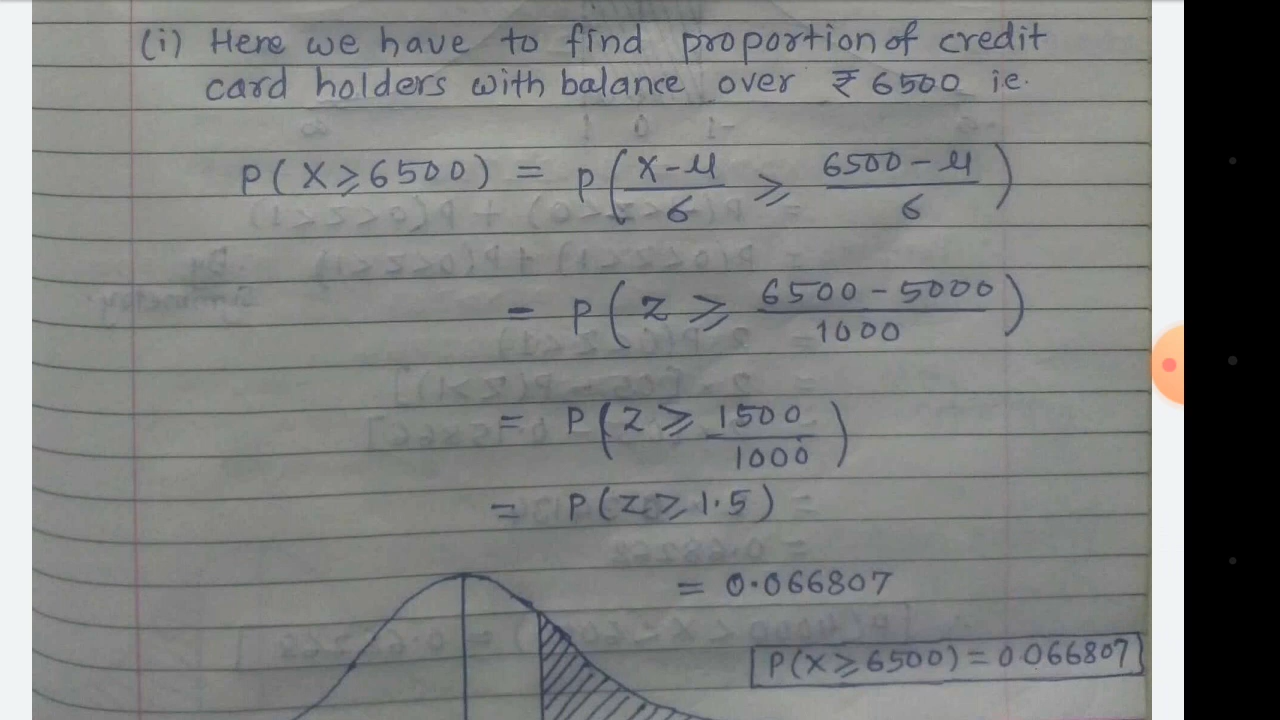 (i) Here we have to find proportion of credit
card holders with balance over ₹ 6500 ie.
P(X ≥ 6500) = P((X-μ)/σ ≥ (6500-μ)/σ)
= P(Z ≥ (6500-5000)/1000)
= P(Z ≥ 1500/1000)
= P(Z ≥ 1.5)
= 0.066807
P(X ≥ 6500) = 0.066807